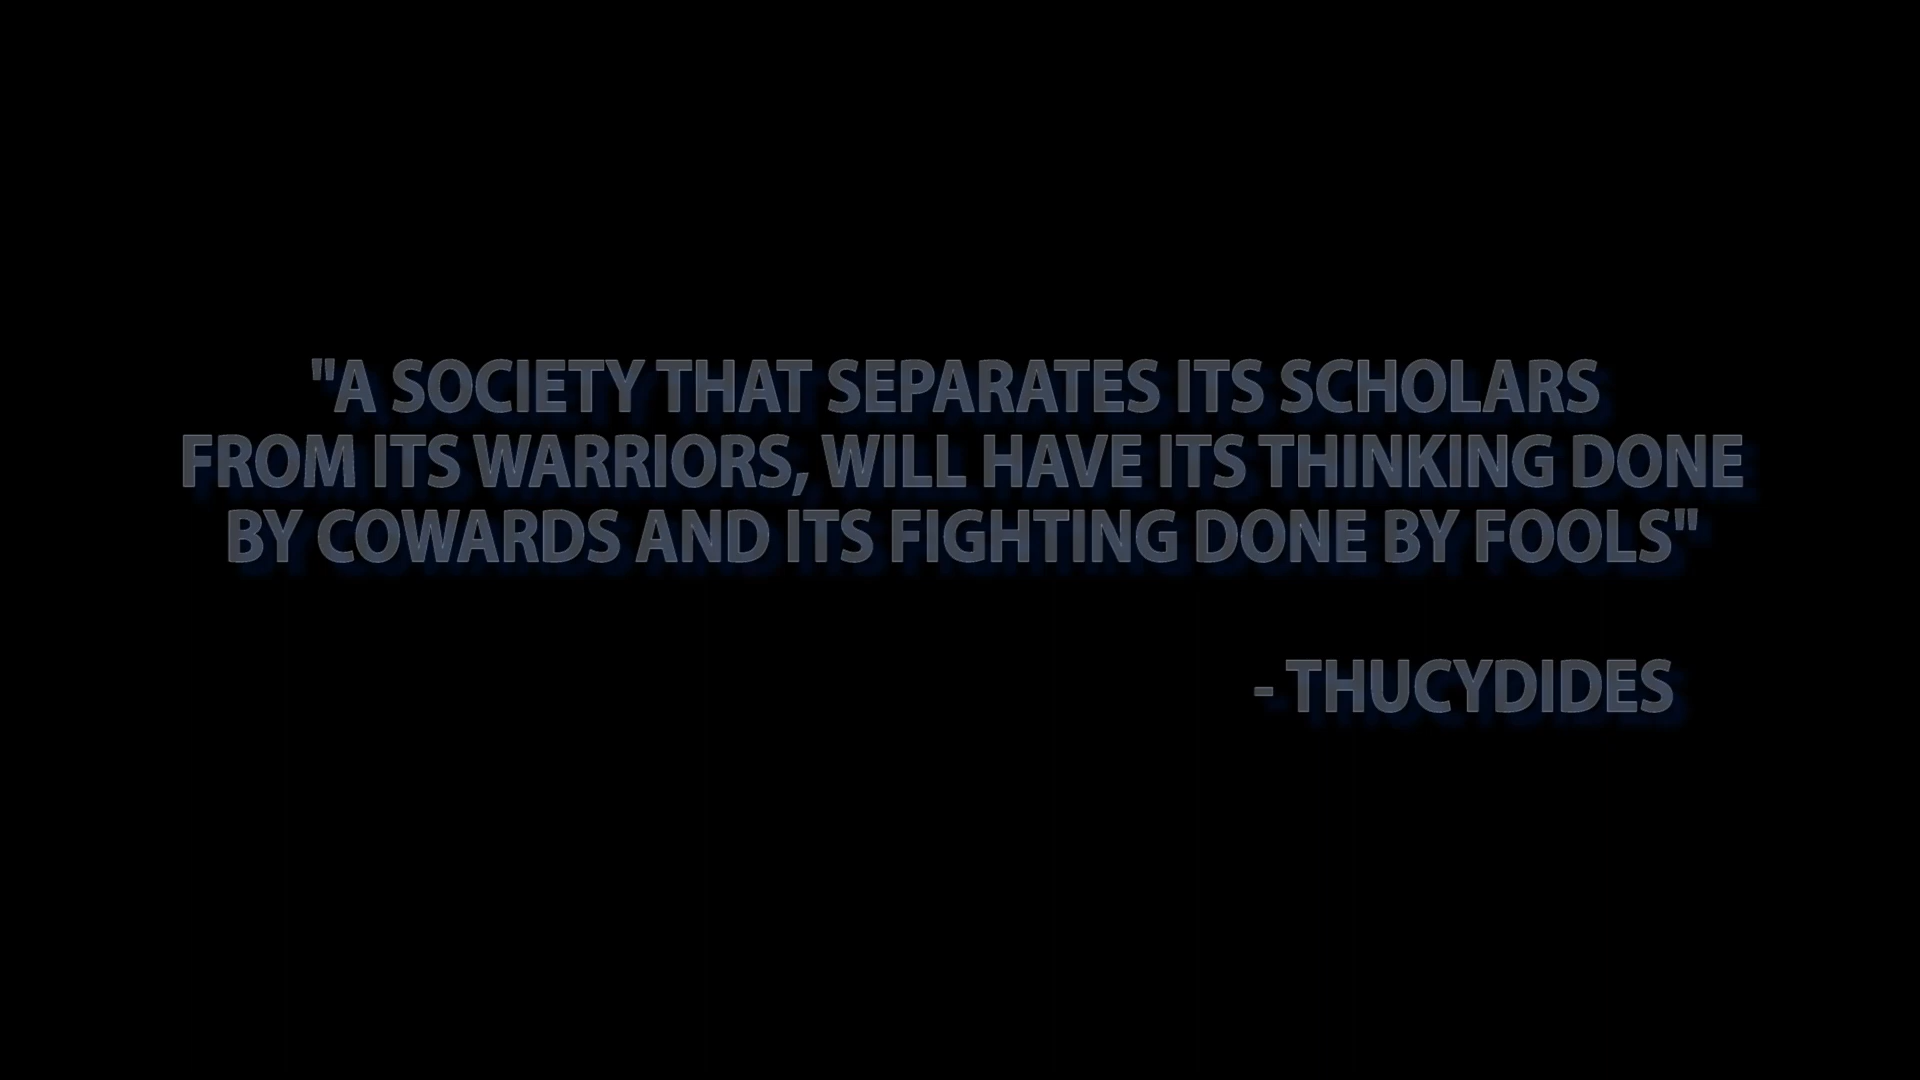 "A SOCIETY THAT SEPARATES ITS SCHOLARS
FROM ITS WARRIORS, WILL HAVE ITS THINKING DONE
BY COWARDS AND ITS FIGHTING DONE BY FOOLS"
- THUCYDIDES